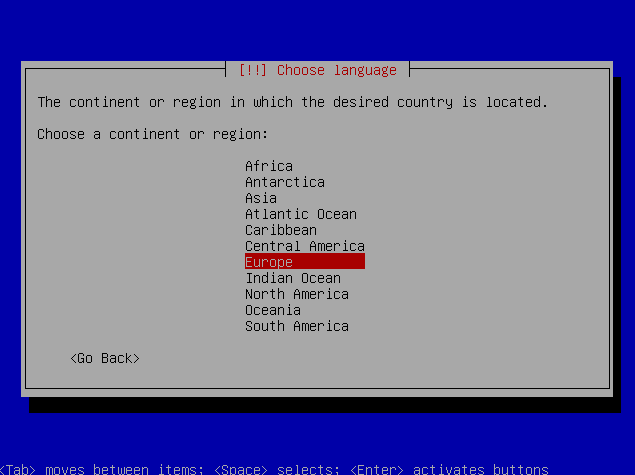 [!!] Choose language
The continent or region in which the desired country is located.
Choose a continent or region:
Africa
Antarctica
Asia
Atlantic Ocean
Caribbean
Central America
Europe
Indian Ocean
North America
Oceania
South America
<Go Back>
<Tab> moves between items; <Space> selects; <Enter> activates buttons